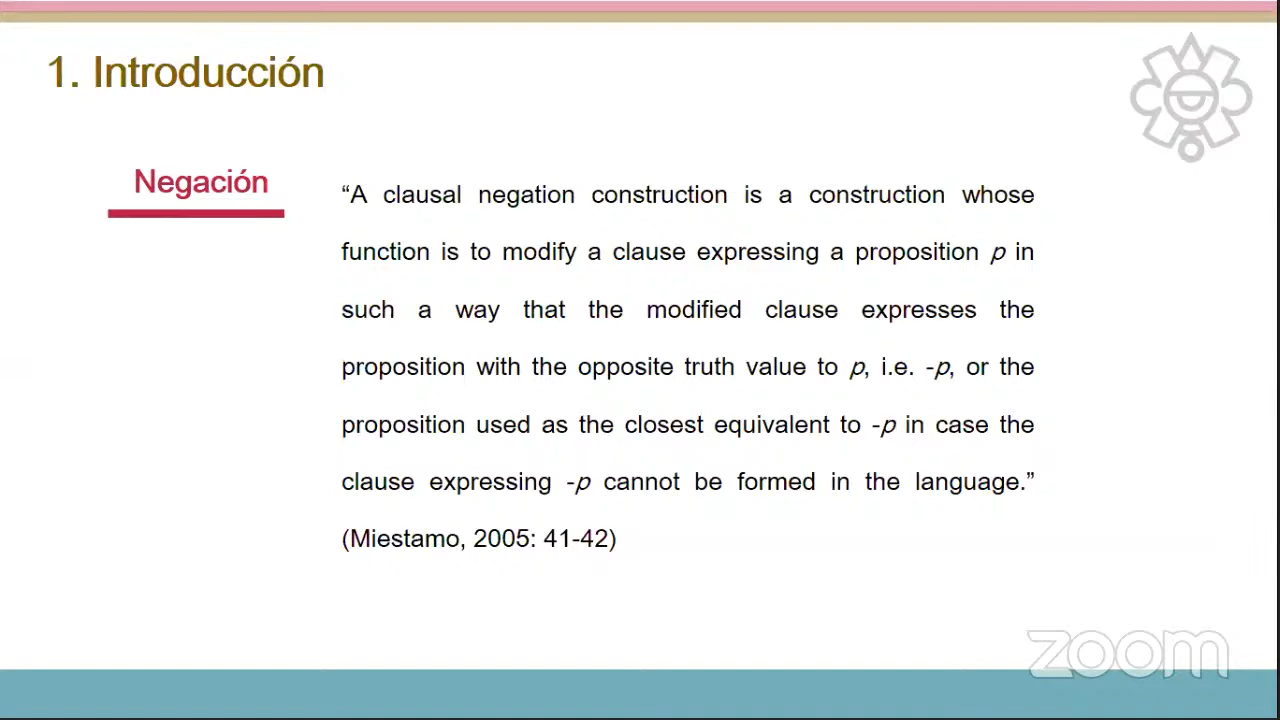 1. Introducción
Negación
“A clausal negation construction is a construction whose
function is to modify a clause expressing a proposition p in
such a way that the modified clause expresses the
proposition with the opposite truth value to p, i.e. -p, or the
proposition used as the closest equivalent to -p in case the
clause expressing -p cannot be formed in the language.”
(Miestamo, 2005: 41-42)
zoom